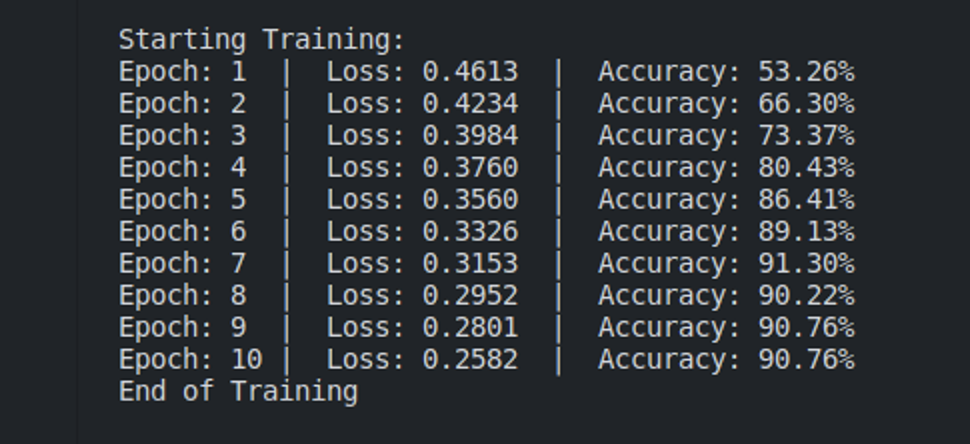 Starting Training:
Epoch: 1  |  Loss: 0.4613  |  Accuracy: 53.26%
Epoch: 2  |  Loss: 0.4234  |  Accuracy: 66.30%
Epoch: 3  |  Loss: 0.3984  |  Accuracy: 73.37%
Epoch: 4  |  Loss: 0.3760  |  Accuracy: 80.43%
Epoch: 5  |  Loss: 0.3560  |  Accuracy: 86.41%
Epoch: 6  |  Loss: 0.3326  |  Accuracy: 89.13%
Epoch: 7  |  Loss: 0.3153  |  Accuracy: 91.30%
Epoch: 8  |  Loss: 0.2952  |  Accuracy: 90.22%
Epoch: 9  |  Loss: 0.2801  |  Accuracy: 90.76%
Epoch: 10 |  Loss: 0.2582  |  Accuracy: 90.76%
End of Training